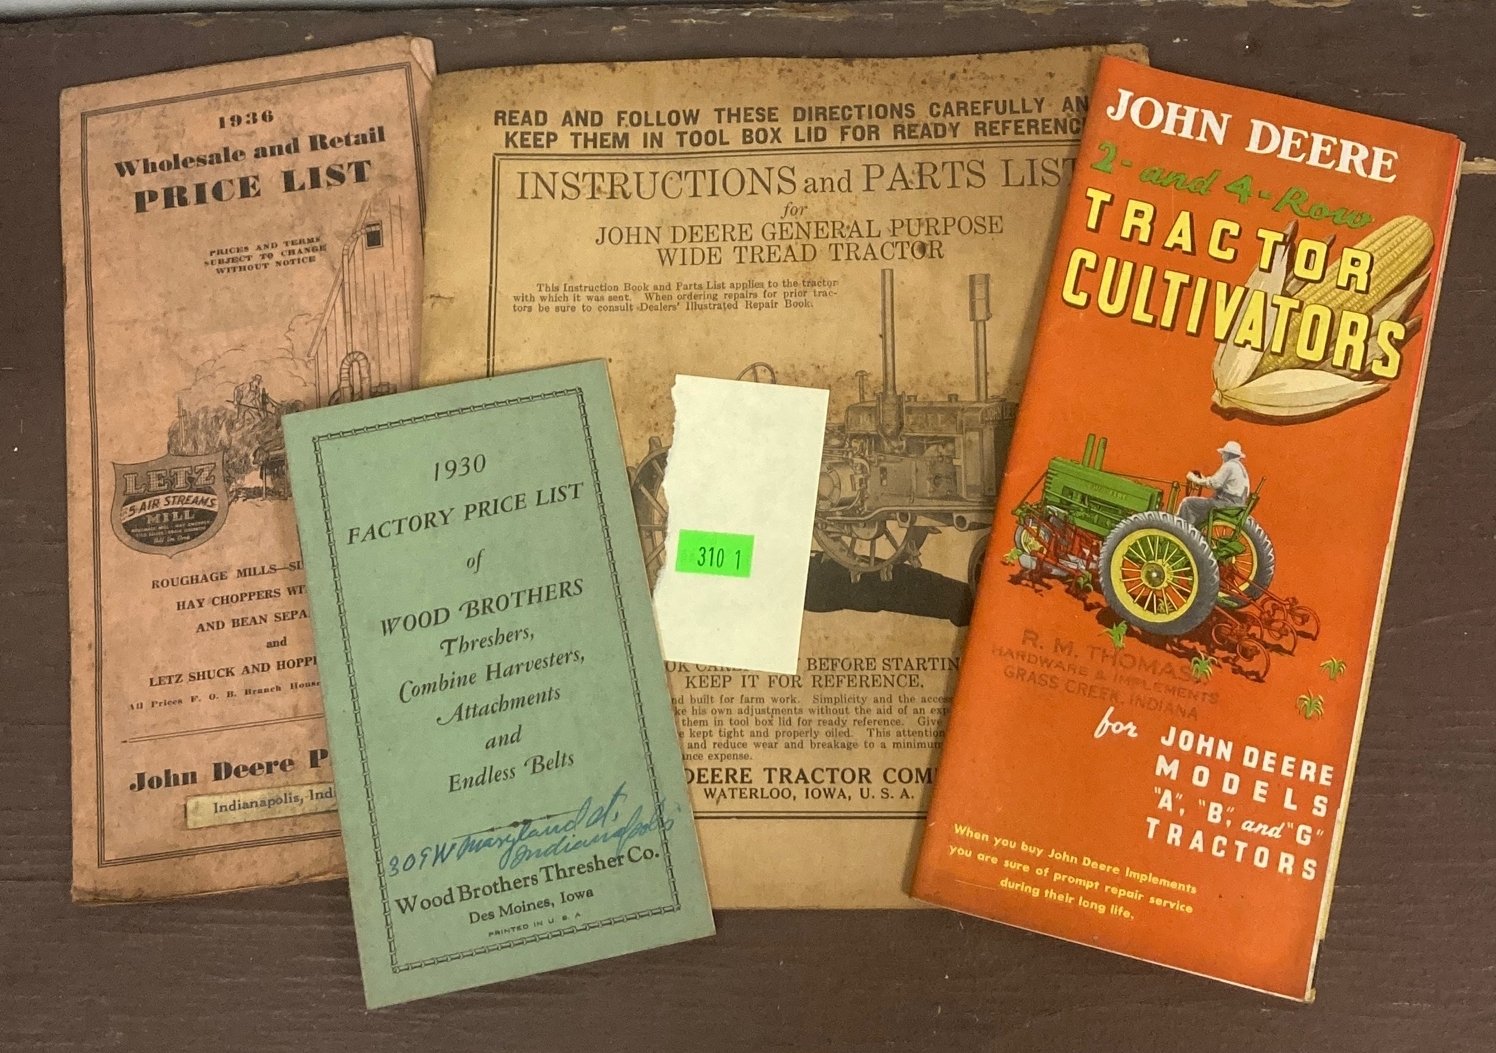 1936
Wholesale and Retail
PRICE LIST
PRICES AND TERMS
SUBJECT TO CHANGE
WITHOUT NOTICE
LETZ
5-AIR STREAMS
MILL
ROUGHAGE MILLS—
HAY CHOPPERS
AND BEAN
and
LETZ SHUCK AND
All Prices F. O. B. Branch House
John Deere
Indianapolis,
READ AND FOLLOW THESE DIRECTIONS CAREFULLY
KEEP THEM IN TOOL BOX LID FOR READY REFERENCE
INSTRUCTIONS and PARTS LIST
for
JOHN DEERE GENERAL PURPOSE
WIDE TREAD TRACTOR
This Instruction Book and Parts List applies to the tractor
with which it was sent. When ordering repairs for prior trac-
tors be sure to consult Dealers' Illustrated Repair Book.
BEFORE STARTING
KEEP IT FOR REFERENCE.
built for farm work. Simplicity and the
his own adjustments without the aid of an
them in tool box lid for ready reference. Give
kept tight and properly oiled. This attention
and reduce wear and breakage to a minimum
expense.
DEERE TRACTOR
WATERLOO, IOWA, U. S. A.
310 1
1930
FACTORY PRICE LIST
of
WOOD BROTHERS
Threshers,
Combine Harvesters,
Attachments
and
Endless Belts
309 W Maryland St,
Indianapolis
Wood Brothers Thresher Co.
Des Moines, Iowa
PRINTED IN U. S. A.
JOHN DEERE
2- and 4-Row
TRACTOR
CULTIVATORS
R. M. THOMAS
HARDWARE & IMPLEMENTS
GRASS CREEK, INDIANA
for JOHN DEERE
MODELS
"A", "B", and "G"
TRACTORS
When you buy John Deere Implements
you are sure of prompt repair service
during their long life.